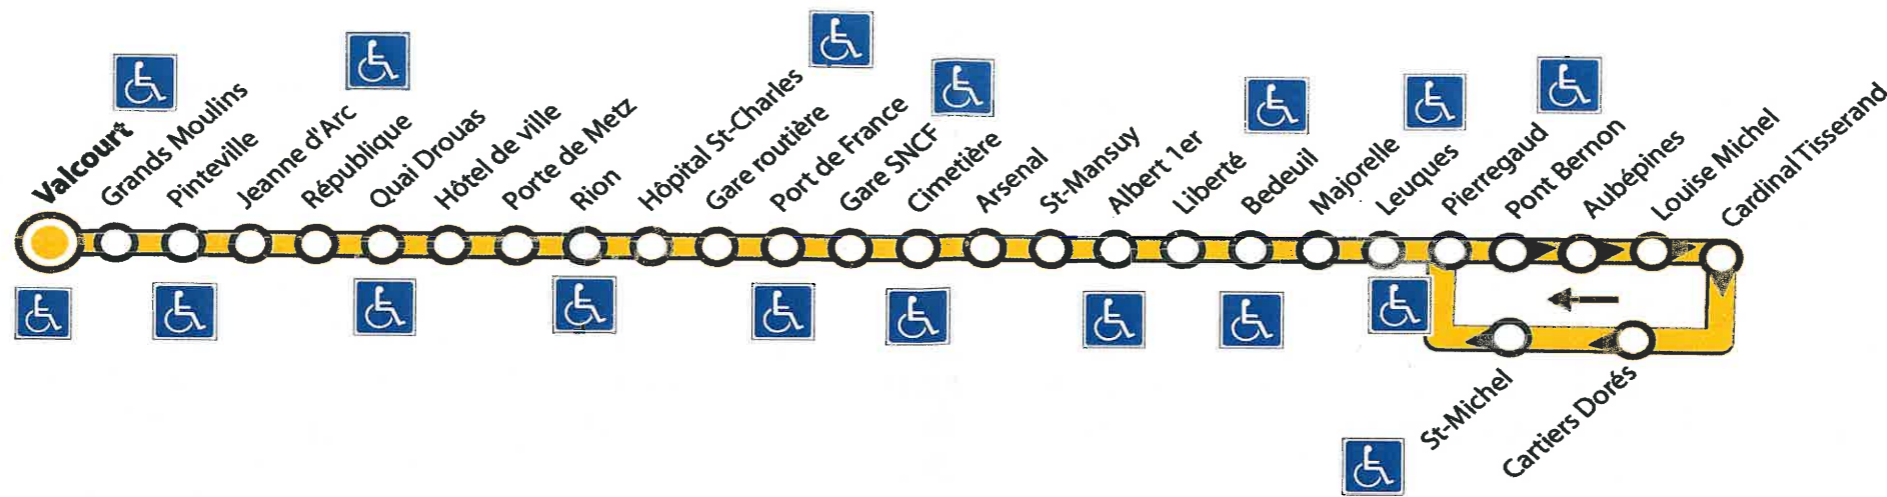 Valcourt
Grands Moulins
Pinteville
Jeanne d'Arc
République
Quai Drouas
Hôtel de ville
Porte de Metz
Rion
Hôpital St-Charles
Gare routière
Port de France
Gare SNCF
Cimetière
Arsenal
St-Mansuy
Albert 1er
Liberté
Bedeuil
Majorelle
Leuques
Pierregaud
Pont Bernon
Aubépines
Louise Michel
Cardinal Tisserand
St-Michel
Cartiers Dorés